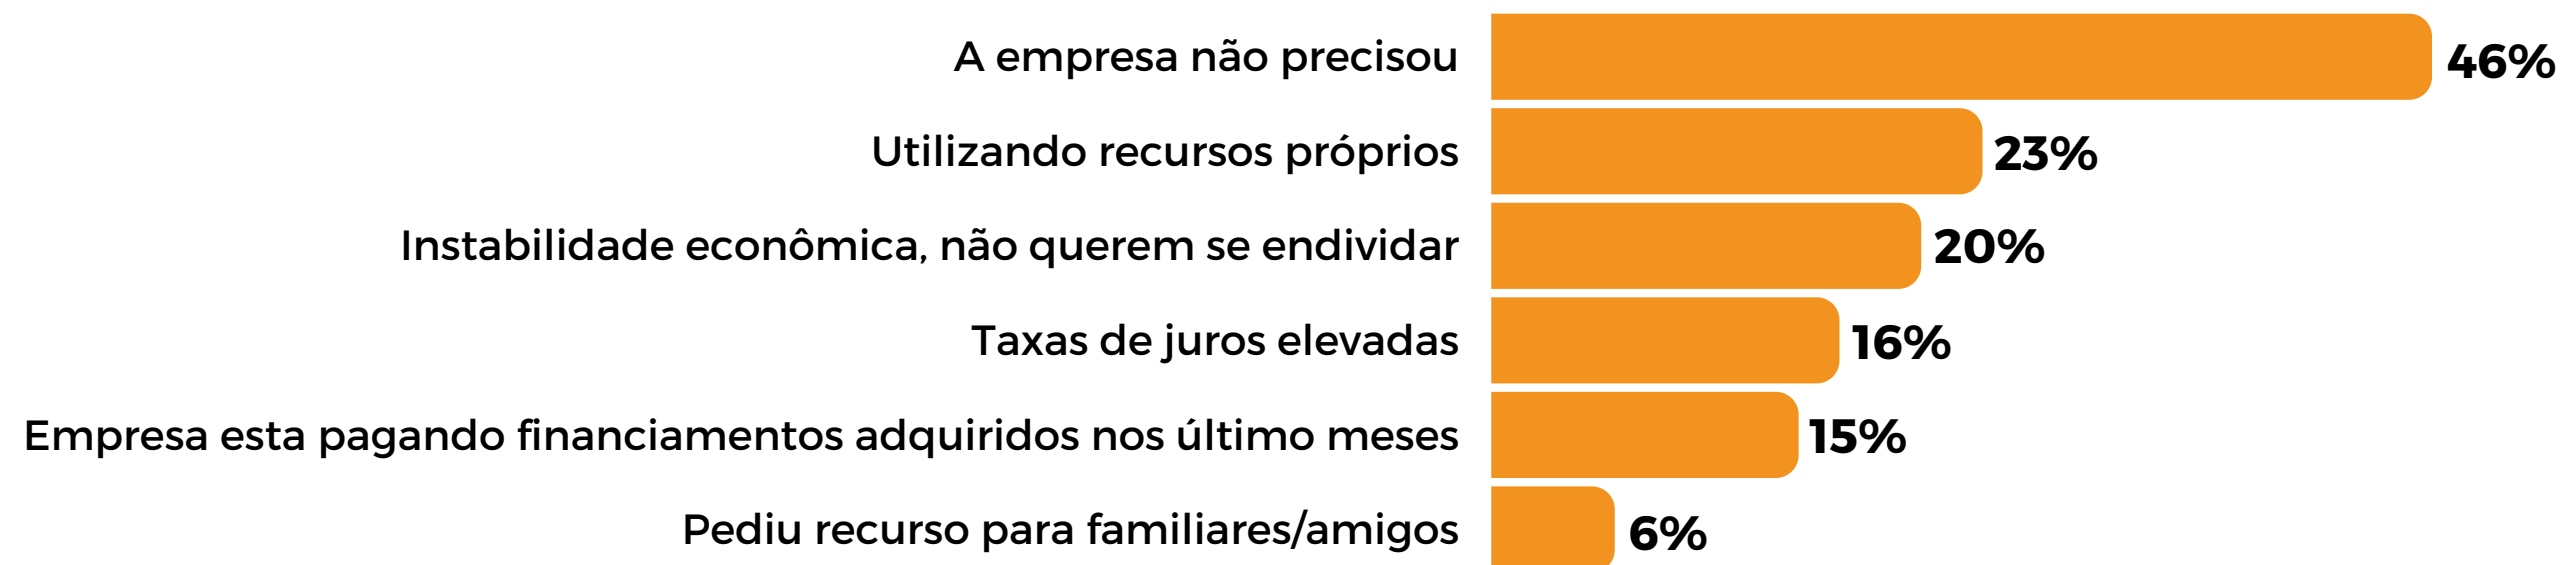 A empresa não precisou 46%
Utilizando recursos próprios 23%
Instabilidade econômica, não querem se endividar 20%
Taxas de juros elevadas 16%
Empresa esta pagando financiamentos adquiridos nos último meses 15%
Pediu recurso para familiares/amigos 6%